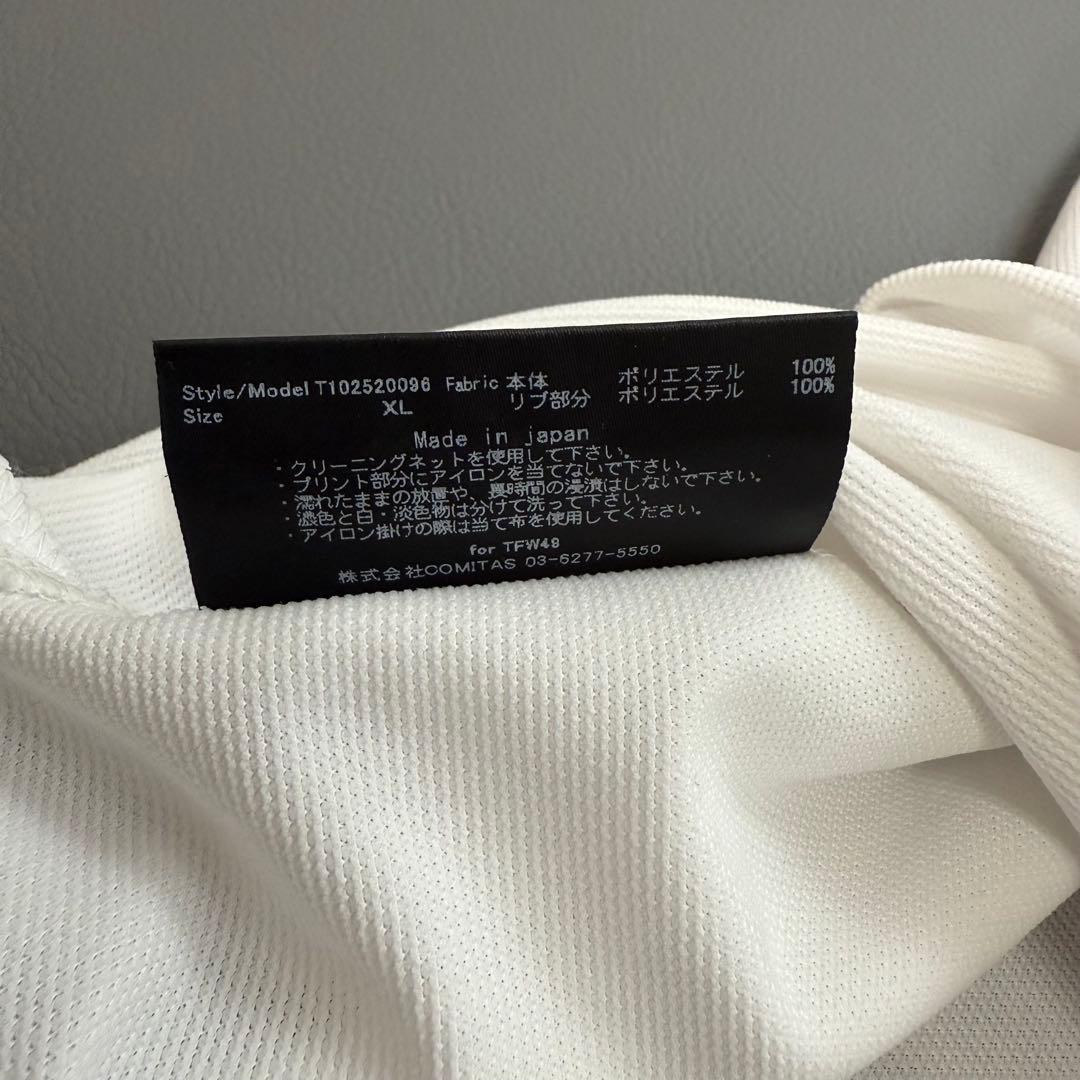 Style/Model T102520096 Fabric 本体 ポリエステル 100%
Size XL リブ部分 ポリエステル 100%
Made in japan
・クリーニングネットを使用して下さい。
・プリント部分にアイロンを当てないで下さい。
・濡れたままの放置や、長時間の浸漬はしないで下さい。
・濃色と白・淡色物は分けて洗って下さい。
・アイロン掛けの際は当て布を使用してください。
for TFW49
株式会社COMITAS 03-6277-5550